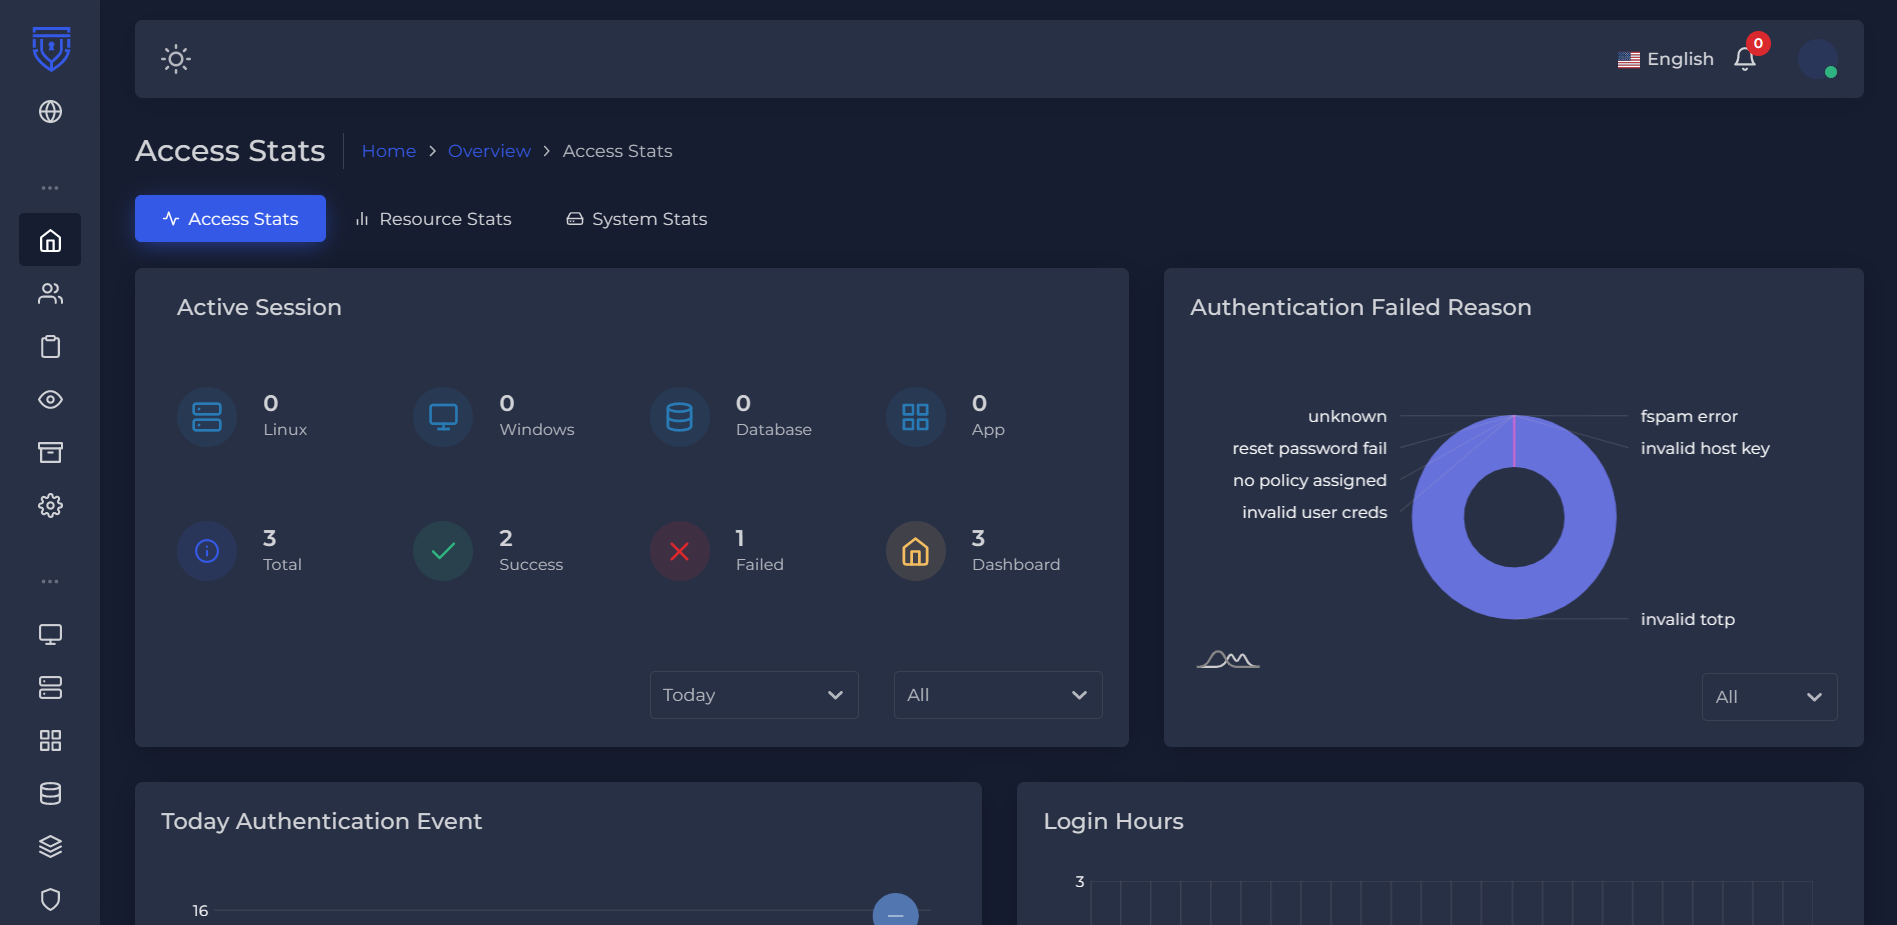 English
0
Access Stats
Home
Overview
Access Stats
Access Stats
Resource Stats
System Stats
Active Session
0
Linux
0
Windows
0
Database
0
App
3
Total
2
Success
1
Failed
3
Dashboard
Today
All
Authentication Failed Reason
unknown
reset password fail
no policy assigned
invalid user creds
fspam error
invalid host key
invalid totp
All
Today Authentication Event
16
Login Hours
3